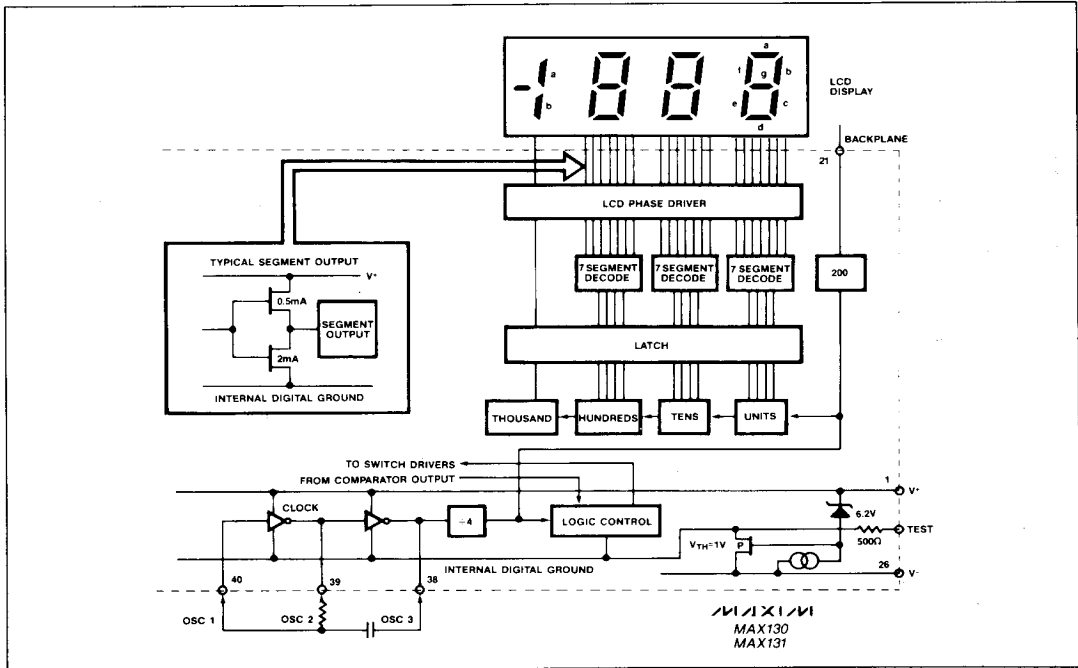 a
f
g
b
a
b
e
c
d
LCD
DISPLAY
BACKPLANE
21
LCD PHASE DRIVER
TYPICAL SEGMENT OUTPUT
V+
0.5mA
SEGMENT
OUTPUT
2mA
INTERNAL DIGITAL GROUND
7 SEGMENT
DECODE
7 SEGMENT
DECODE
7 SEGMENT
DECODE
200
LATCH
THOUSAND
HUNDREDS
TENS
UNITS
TO SWITCH DRIVERS
FROM COMPARATOR OUTPUT
1
V+
CLOCK
÷4
LOGIC CONTROL
6.2V
TEST
500Ω
VTH=1V
P
INTERNAL DIGITAL GROUND
26
V-
40
39
38
OSC 1
OSC 2
OSC 3
MAXIM
MAX130
MAX131